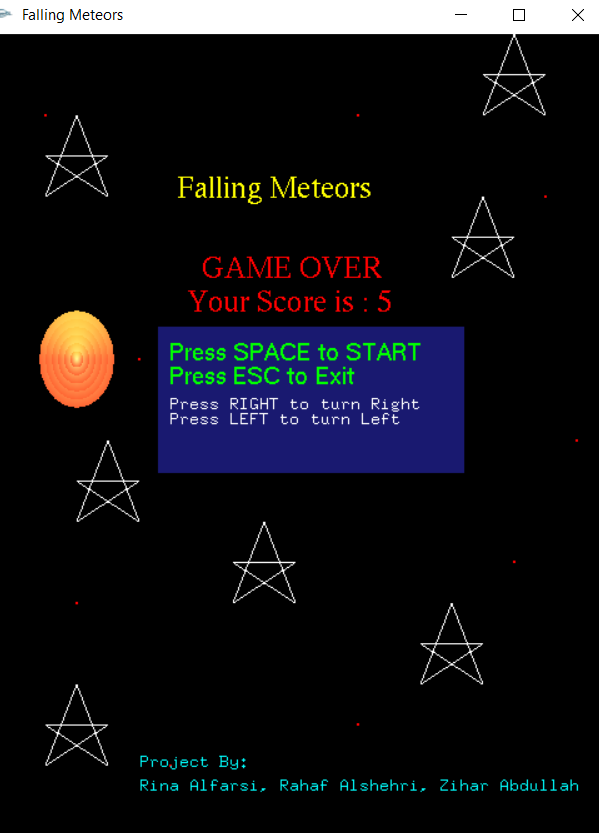 Falling Meteors
Falling Meteors
GAME OVER
Your Score is : 5
Press SPACE to START
Press ESC to Exit
Press RIGHT to turn Right
Press LEFT to turn Left
Project By:
Rina Alfarsi, Rahaf Alshehri, Zihar Abdullah